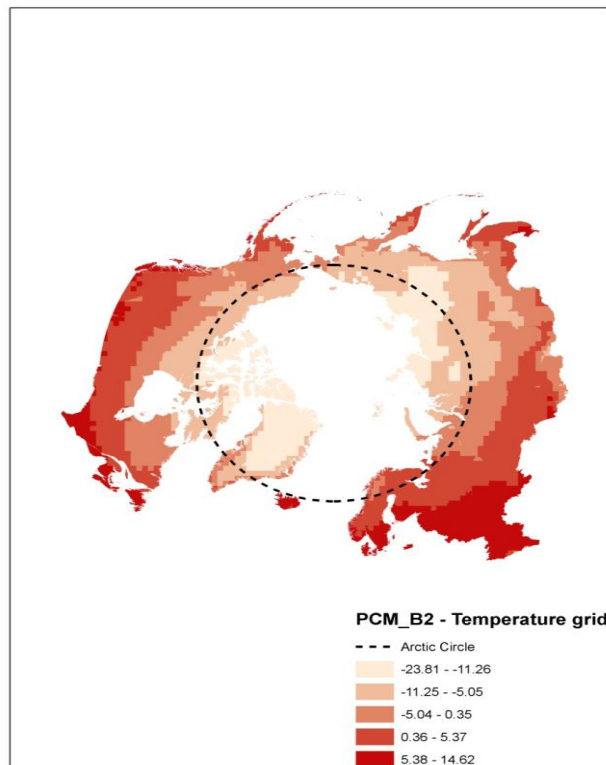 PCM_B2 - Temperature grid
Arctic Circle
-23.81 - -11.26
-11.25 - -5.05
-5.04 - 0.35
0.36 - 5.37
5.38 - 14.62